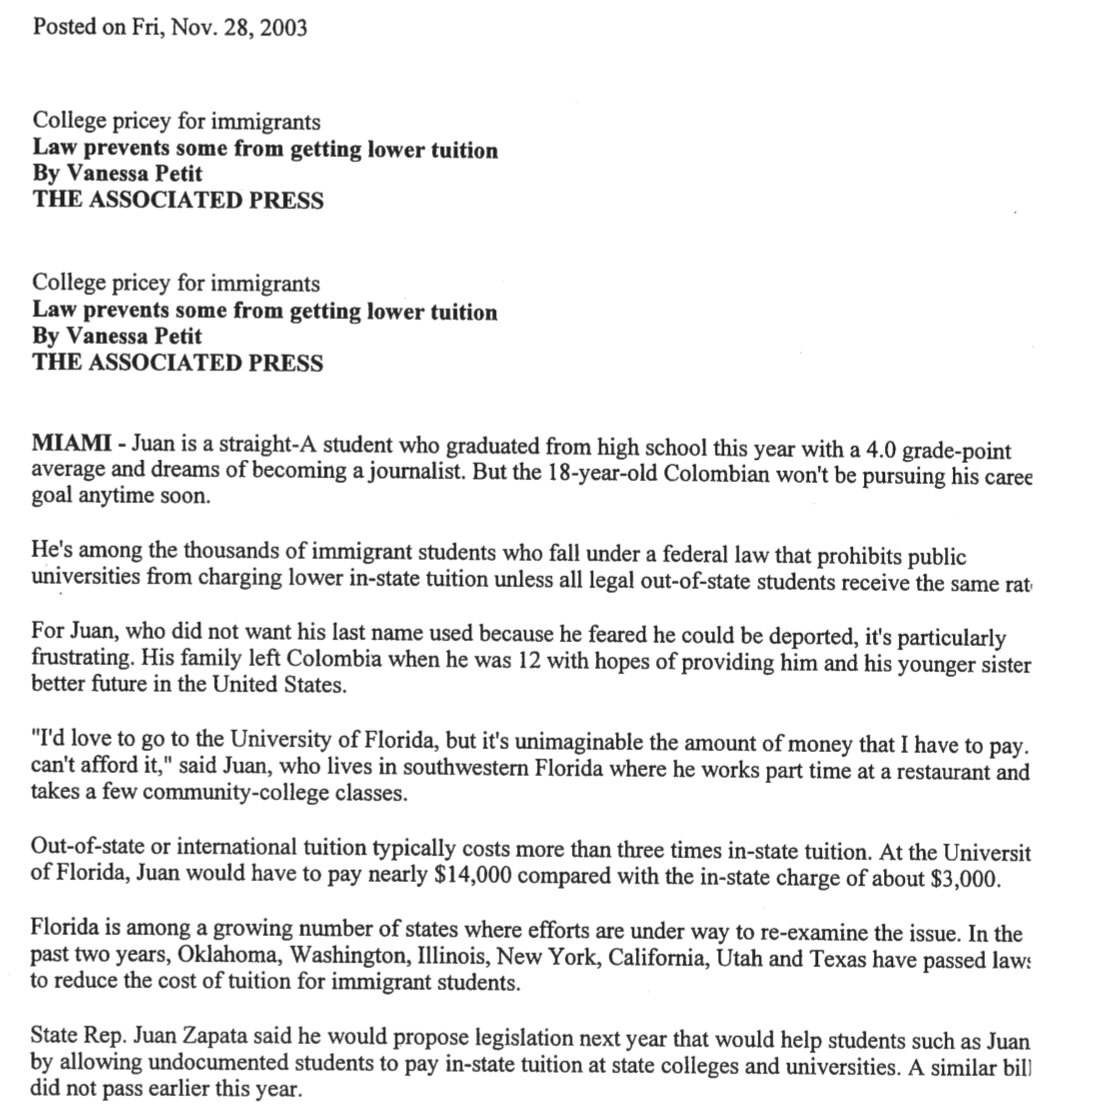 Posted on Fri, Nov. 28, 2003
College pricey for immigrants
Law prevents some from getting lower tuition
By Vanessa Petit
THE ASSOCIATED PRESS
College pricey for immigrants
Law prevents some from getting lower tuition
By Vanessa Petit
THE ASSOCIATED PRESS
MIAMI - Juan is a straight-A student who graduated from high school this year with a 4.0 grade-point
average and dreams of becoming a journalist. But the 18-year-old Colombian won't be pursuing his caree
goal anytime soon.
He's among the thousands of immigrant students who fall under a federal law that prohibits public
universities from charging lower in-state tuition unless all legal out-of-state students receive the same rat
For Juan, who did not want his last name used because he feared he could be deported, it's particularly
frustrating. His family left Colombia when he was 12 with hopes of providing him and his younger sister
better future in the United States.
"I'd love to go to the University of Florida, but it's unimaginable the amount of money that I have to pay.
can't afford it," said Juan, who lives in southwestern Florida where he works part time at a restaurant and
takes a few community-college classes.
Out-of-state or international tuition typically costs more than three times in-state tuition. At the Universit
of Florida, Juan would have to pay nearly $14,000 compared with the in-state charge of about $3,000.
Florida is among a growing number of states where efforts are under way to re-examine the issue. In the
past two years, Oklahoma, Washington, Illinois, New York, California, Utah and Texas have passed laws
to reduce the cost of tuition for immigrant students.
State Rep. Juan Zapata said he would propose legislation next year that would help students such as Juan
by allowing undocumented students to pay in-state tuition at state colleges and universities. A similar bill
did not pass earlier this year.